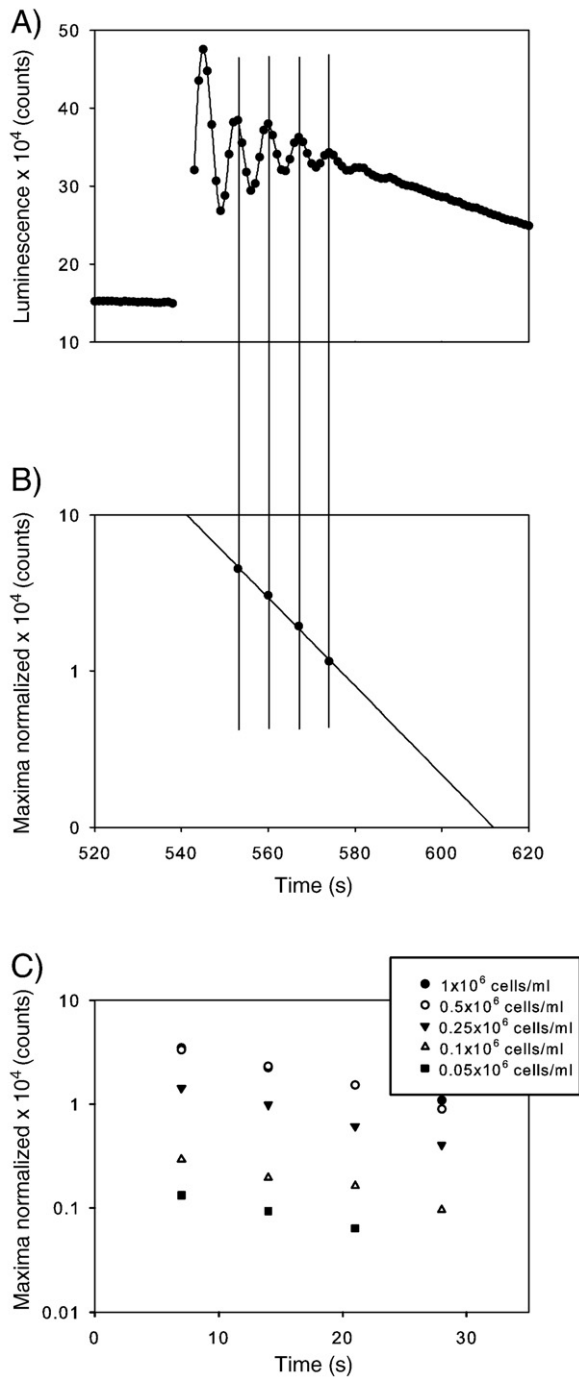 A)
Luminescence x 10⁴ (counts)
50
40
30
20
10
B)
Maxima normalized x 10⁴ (counts)
10
1
0
520 540 560 580 600 620
Time (s)
C)
Maxima normalized x 10⁴ (counts)
10
1
0.1
0.01
1x10⁶ cells/ml
0.5x10⁶ cells/ml
0.25x10⁶ cells/ml
0.1x10⁶ cells/ml
0.05x10⁶ cells/ml
0 10 20 30
Time (s)